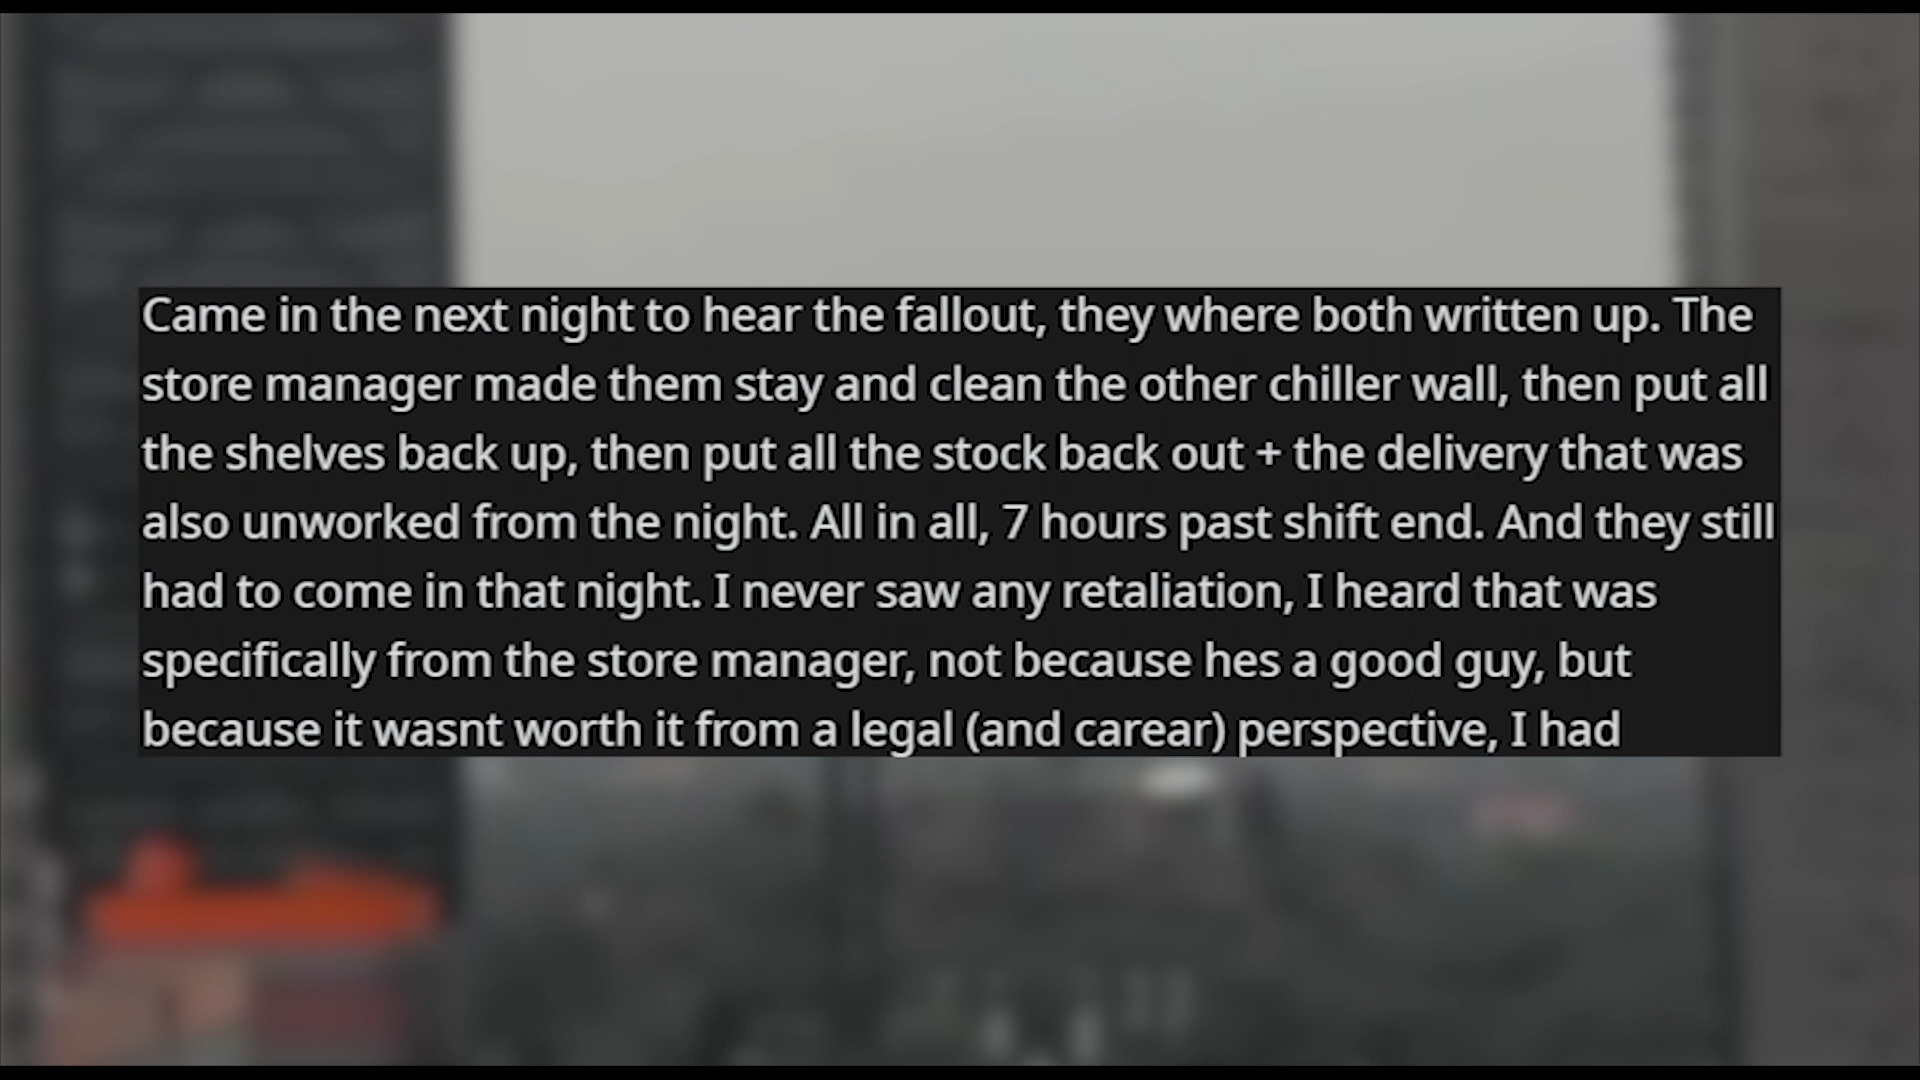 Came in the next night to hear the fallout, they where both written up. The
store manager made them stay and clean the other chiller wall, then put all
the shelves back up, then put all the stock back out + the delivery that was
also unworked from the night. All in all, 7 hours past shift end. And they still
had to come in that night. I never saw any retaliation, I heard that was
specifically from the store manager, not because hes a good guy, but
because it wasnt worth it from a legal (and carear) perspective, I had